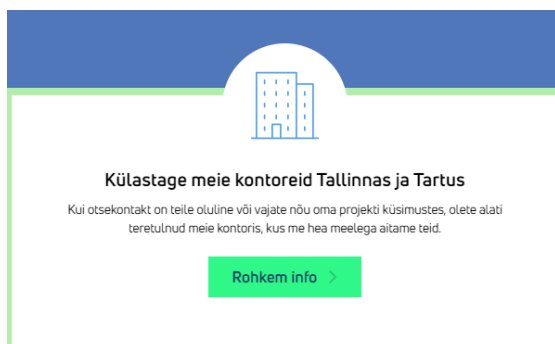 Külastage meie kontoreid Tallinnas ja Tartus
Kui otsekontakt on teile oluline või vajate nõu oma projekti küsimustes, olete alati
teretulnud meie kontoris, kus me hea meelega aitame teid.
Rohkem info